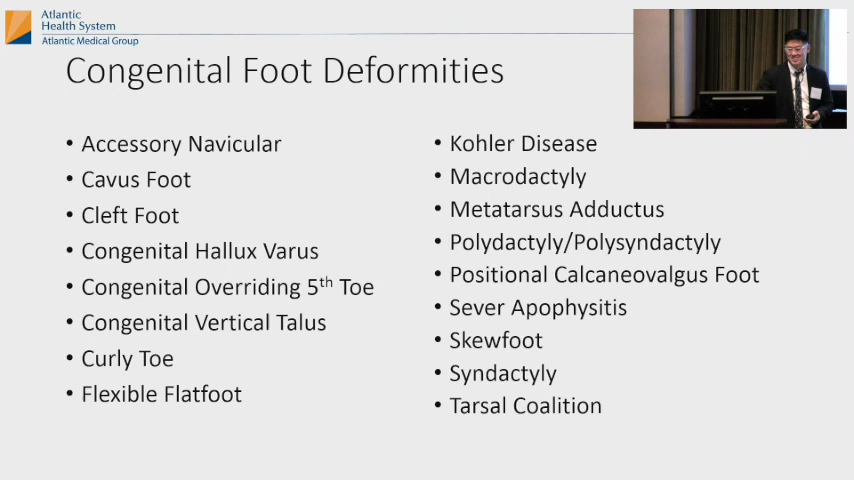 Atlantic
Health System
Atlantic Medical Group
Congenital Foot Deformities
• Accessory Navicular
• Cavus Foot
• Cleft Foot
• Congenital Hallux Varus
• Congenital Overriding 5th Toe
• Congenital Vertical Talus
• Curly Toe
• Flexible Flatfoot
• Kohler Disease
• Macrodactyly
• Metatarsus Adductus
• Polydactyly/Polysyndactyly
• Positional Calcaneovalgus Foot
• Sever Apophysitis
• Skewfoot
• Syndactyly
• Tarsal Coalition